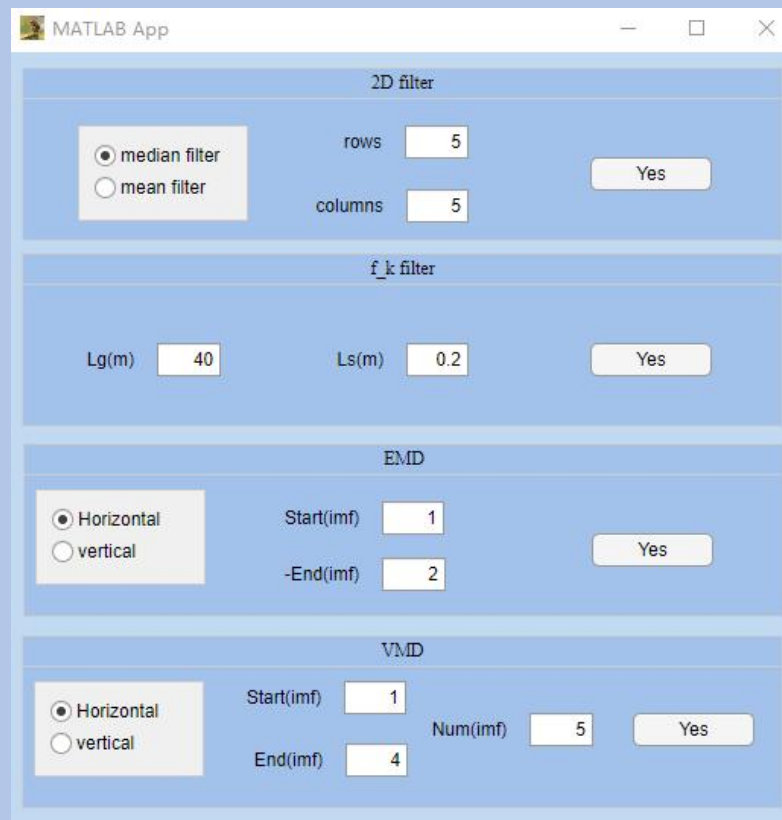 MATLAB App
2D filter
median filter
mean filter
rows 5
columns 5
Yes
f_k filter
Lg(m) 40
Ls(m) 0.2
Yes
EMD
Horizontal
vertical
Start(imf) 1
-End(imf) 2
Yes
VMD
Horizontal
vertical
Start(imf) 1
End(imf) 4
Num(imf) 5
Yes